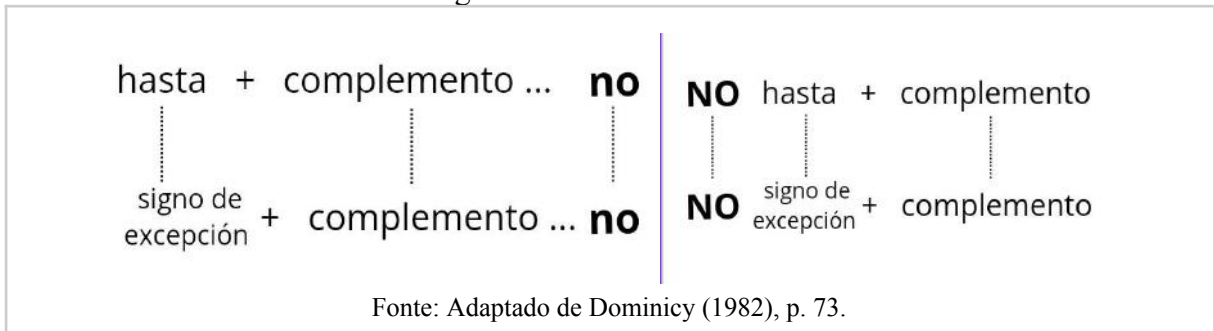 hasta + complemento ... no
signo de
excepción + complemento ... no
NO hasta + complemento
NO signo de
excepción + complemento
Fonte: Adaptado de Dominicy (1982), p. 73.